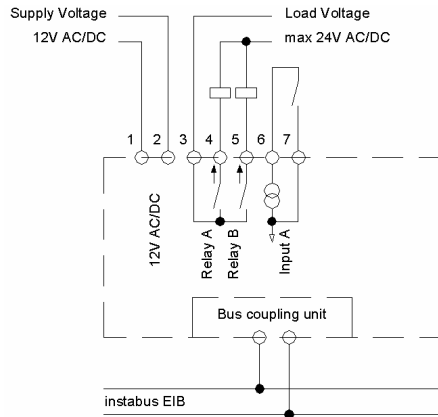 Supply Voltage
Load Voltage
12V AC/DC
max 24V AC/DC
1 2 3 4 5 6 7
12V AC/DC
Relay A
Relay B
Input A
Bus coupling unit
instabus EIB